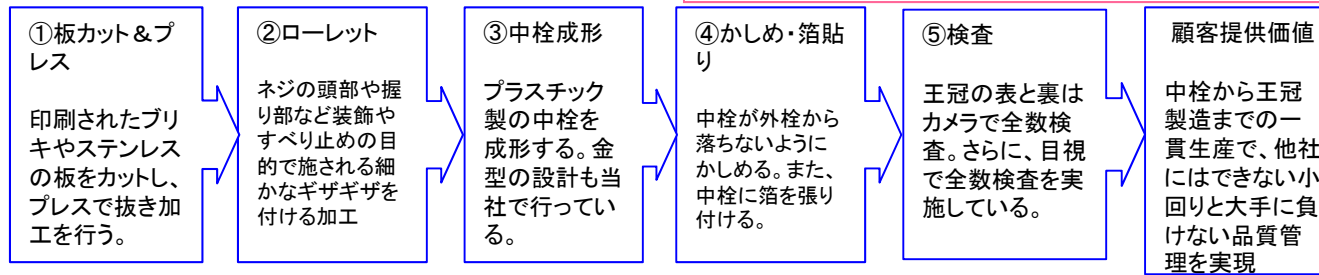 ①板カット＆プ
レス
印刷されたブリ
キやステンレス
の板をカットし、
プレスで抜き加
工を行う。
②ローレット
ネジの頭部や握
り部など装飾や
すべり止めの目
的で施される細
かなギザギザを
付ける加工
③中栓成形
プラスチック
製の中栓を
成形する。金
型の設計も当
社で行ってい
る。
④かしめ・箔貼
り
中栓が外栓から
落ちないように
かしめる。また、
中栓に箔を張り
付ける。
⑤検査
王冠の表と裏は
カメラで全数検
査。さらに、目視
で全数検査を実
施している。
顧客提供価値
中栓から王冠
製造までの一
貫生産で、他社
にはできない小
回りと大手に負
けない品質管
理を実現